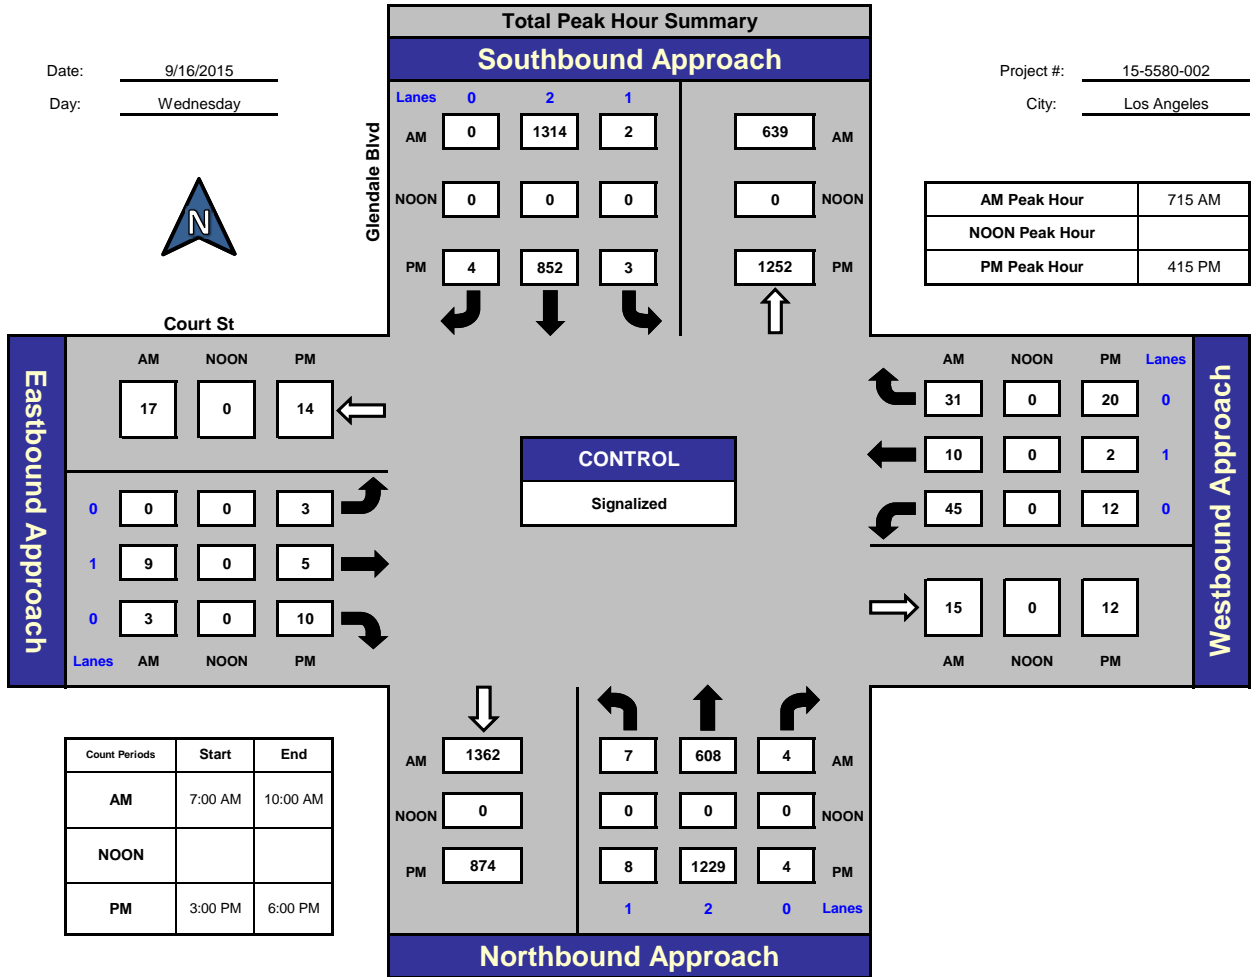 Total Peak Hour Summary
Southbound Approach
Date: 9/16/2015
Day: Wednesday
Project #: 15-5580-002
City: Los Angeles
N
Glendale Blvd
Lanes 0 2 1
AM 0 1314 2 639 AM
NOON 0 0 0 0 NOON
PM 4 852 3 1252 PM
AM Peak Hour 715 AM
NOON Peak Hour
PM Peak Hour 415 PM
Court St
Eastbound Approach
AM NOON PM
17 0 14
0 0 0 3
1 9 0 5
0 3 0 10
Lanes AM NOON PM
CONTROL
Signalized
AM NOON PM Lanes
31 0 20 0
10 0 2 1
45 0 12 0
15 0 12
AM NOON PM
Westbound Approach
Count Periods Start End
AM 7:00 AM 10:00 AM
NOON
PM 3:00 PM 6:00 PM
AM 1362 7 608 4 AM
NOON 0 0 0 0 NOON
PM 874 8 1229 4 PM
1 2 0 Lanes
Northbound Approach